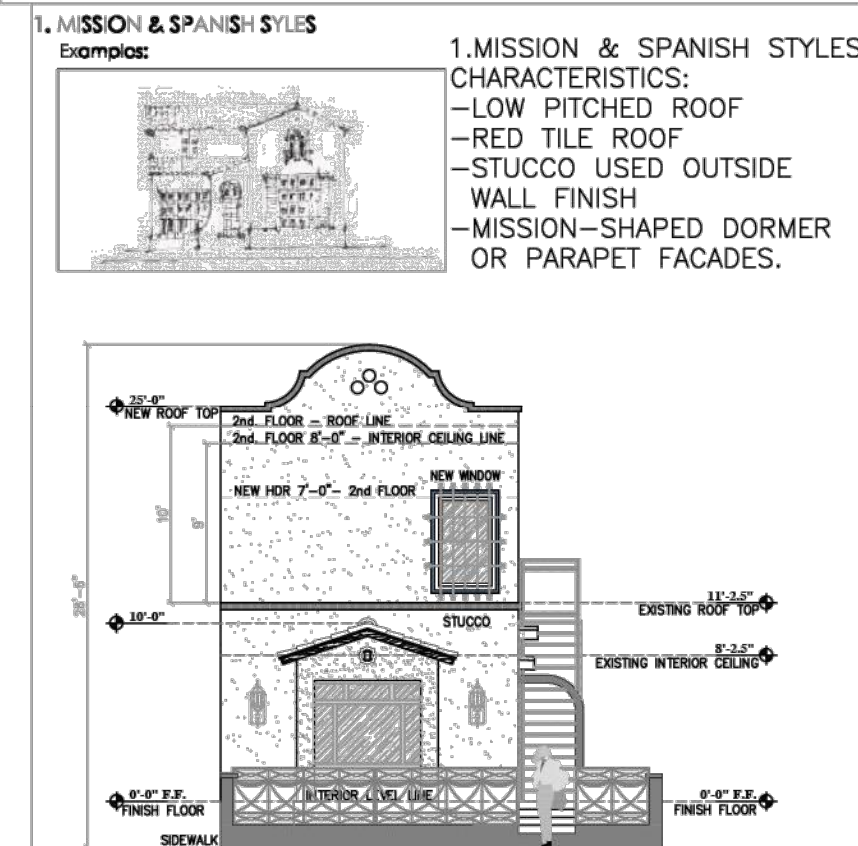 1. MISSION & SPANISH SYLES
Examplas:
1.MISSION & SPANISH STYLES
CHARACTERISTICS:
-LOW PITCHED ROOF
-RED TILE ROOF
-STUCCO USED OUTSIDE
WALL FINISH
-MISSION-SHAPED DORMER
OR PARAPET FACADES.
25'-0"
NEW ROOF TOP
2nd. FLOOR - ROOF LINE
2nd. FLOOR 8'-0" - INTERIOR CEILING LINE
NEW WINDOW
NEW HDR 7'-0"- 2nd FLOOR
10'
9'
11'-2.5"
EXISTING ROOF TOP
10'-0"
STUCCO
8'-2.5"
EXISTING INTERIOR CEILING
0'-0" F.F.
FINISH FLOOR
INTERIOR LEVEL LINE
0'-0" F.F.
FINISH FLOOR
SIDEWALK